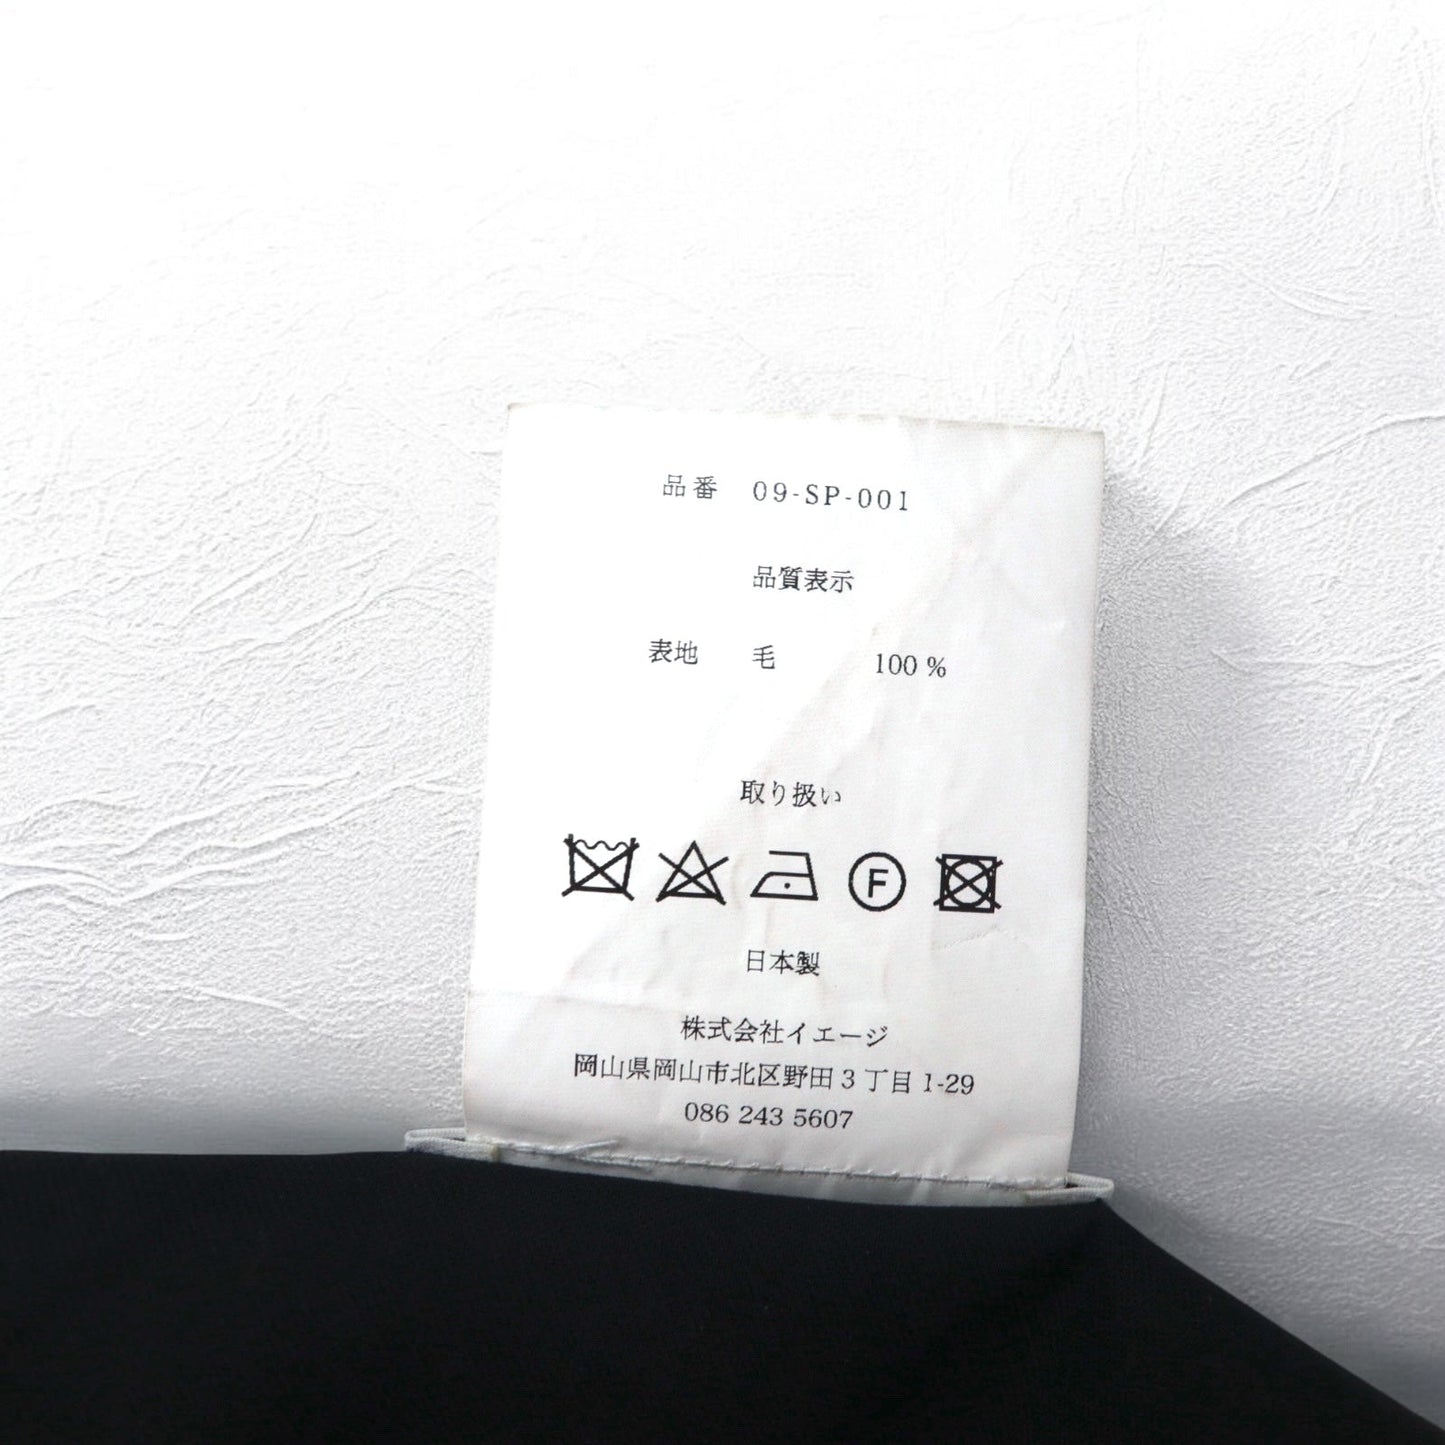 品番 09-SP-001
品質表示
表地 毛 100 %
取り扱い
F
日本製
株式会社イエージ
岡山県岡山市北区野田 3 丁目 1-29
086 243 5607